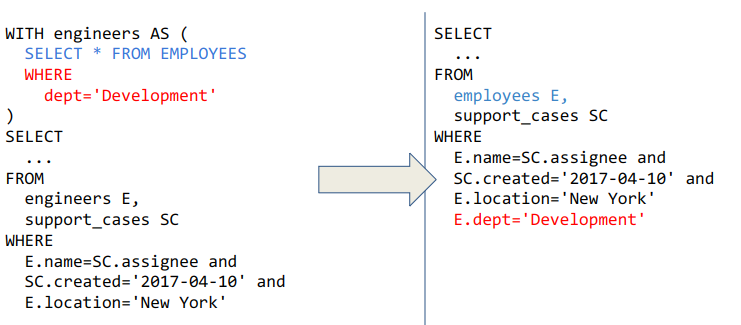 WITH engineers AS (
SELECT * FROM EMPLOYEES
WHERE
dept='Development'
)
SELECT
...
FROM
engineers E,
support_cases SC
WHERE
E.name=SC.assignee and
SC.created='2017-04-10' and
E.location='New York'
SELECT
...
FROM
employees E,
support_cases SC
WHERE
E.name=SC.assignee and
SC.created='2017-04-10' and
E.location='New York'
E.dept='Development'